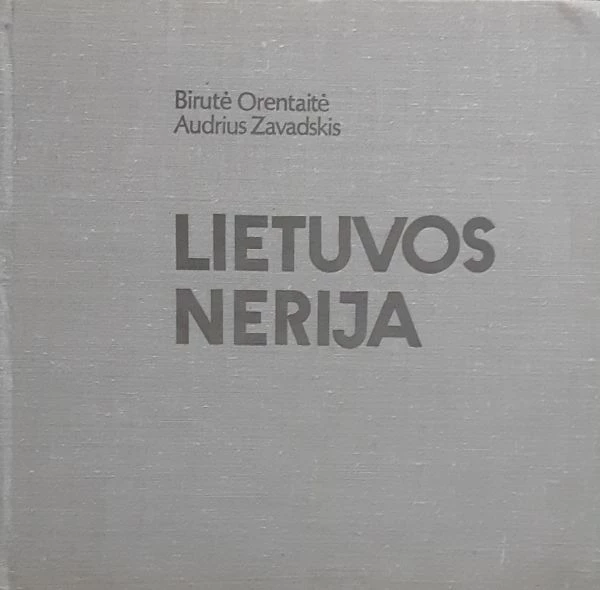 Birutė Orentaitė
Audrius Zavadskis
LIETUVOS
NERIJA